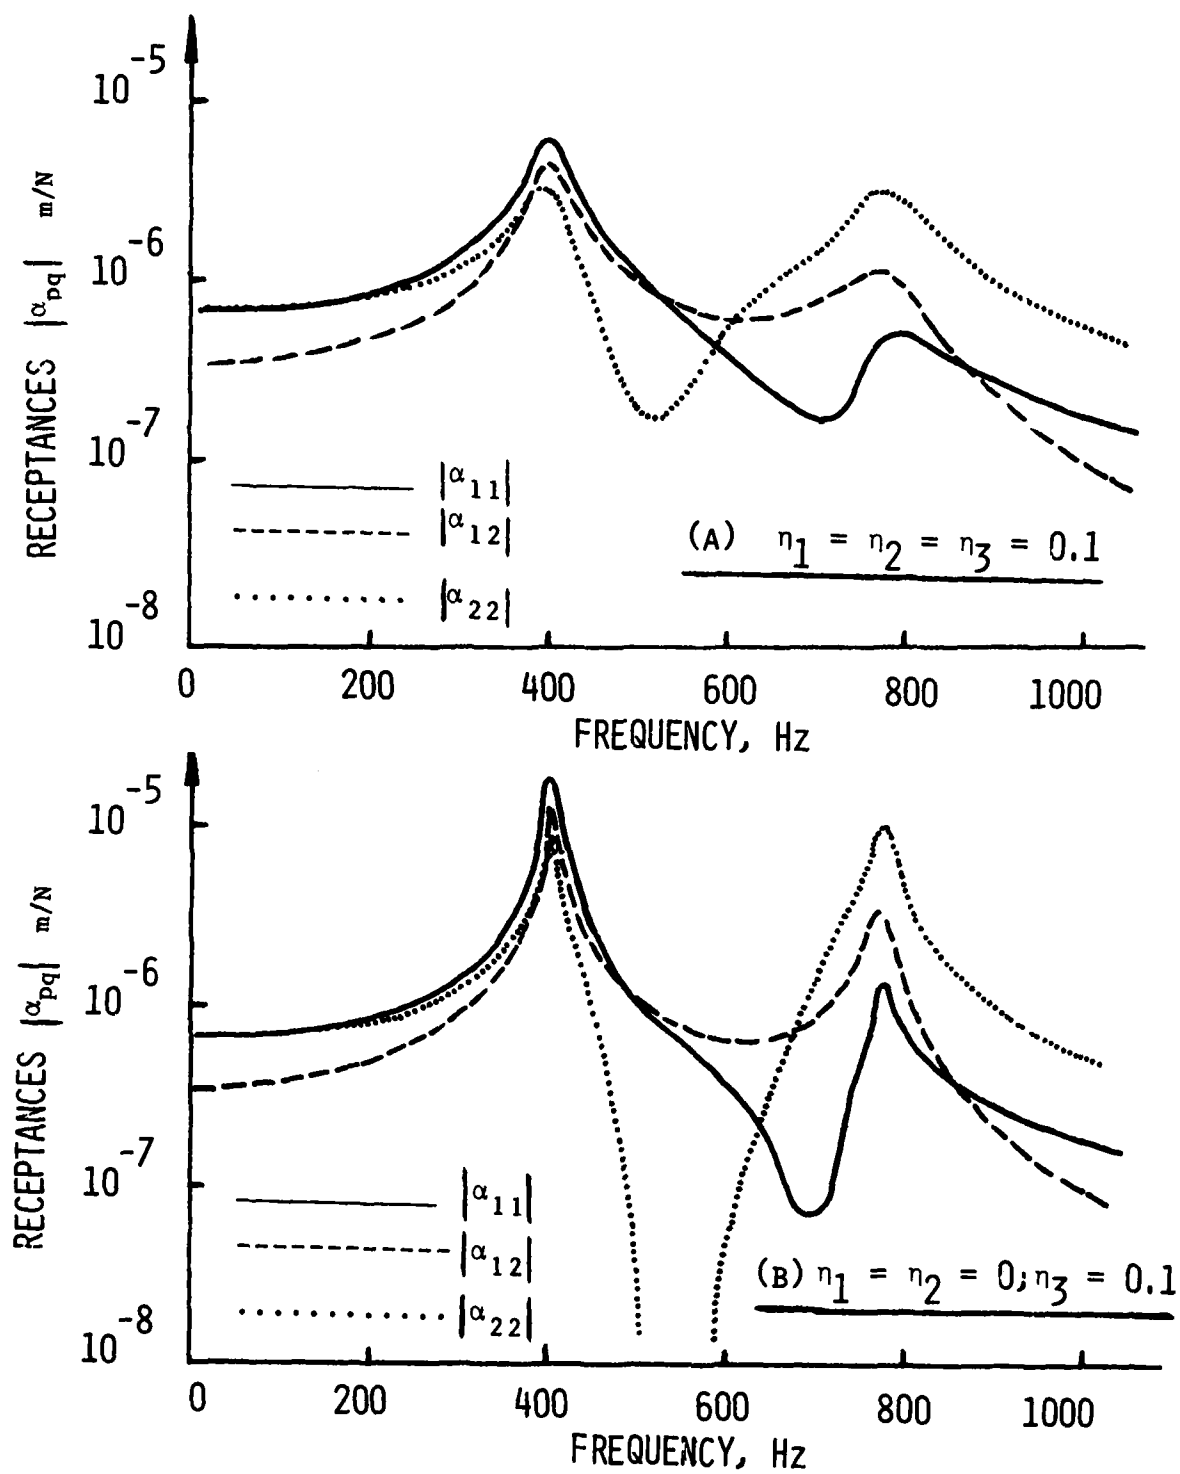 10^-5
10^-6
10^-7
10^-8
RECEPTANCES |α_pq| m/N
|α_11|
|α_12|
|α_22|
(A) η_1 = η_2 = η_3 = 0.1
0 200 400 600 800 1000
FREQUENCY, Hz
10^-5
10^-6
10^-7
10^-8
RECEPTANCES |α_pq| m/N
|α_11|
|α_12|
|α_22|
(B) η_1 = η_2 = 0; η_3 = 0.1
0 200 400 600 800 1000
FREQUENCY, Hz